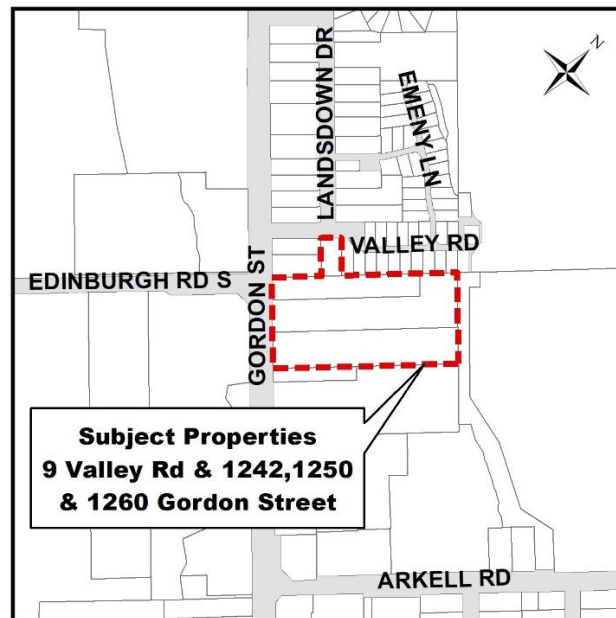 N
LANDSDOWN DR
EMENY LN
VALLEY RD
EDINBURGH RD S
GORDON ST
Subject Properties
9 Valley Rd & 1242,1250
& 1260 Gordon Street
ARKELL RD